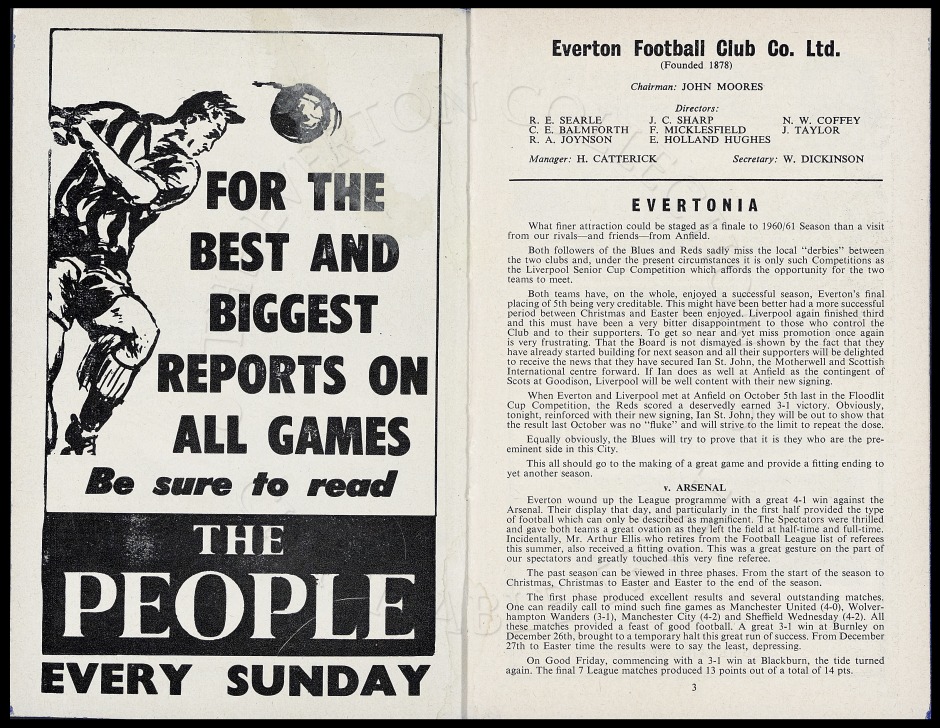 FOR THE
BEST AND
BIGGEST
REPORTS ON
ALL GAMES
Be sure to read
THE
PEOPLE
EVERY SUNDAY
Everton Football Club Co. Ltd.
(Founded 1878)
Chairman: JOHN MOORES
Directors:
R. E. SEARLE J. C. SHARP N. W. COFFEY
C. E. BALMFORTH F. MICKLESFIELD J. TAYLOR
R. A. JOYNSON E. HOLLAND HUGHES
Manager: H. CATTERICK Secretary: W. DICKINSON
EVERTONIA
What finer attraction could be staged as a finale to 1960/61 Season than a visit
from our rivals—and friends—from Anfield.
Both followers of the Blues and Reds sadly miss the local "derbies" between
the two clubs and, under the present circumstances it is only such Competitions as
the Liverpool Senior Cup Competition which affords the opportunity for the two
teams to meet.
Both teams have, on the whole, enjoyed a successful season, Everton's final
placing of 5th being very creditable. This might have been better had a more successful
period between Christmas and Easter been enjoyed. Liverpool again finished third
and this must have been a very bitter disappointment to those who control the
Club and to their supporters. To get so near and yet miss promotion once again
is very frustrating. That the Board is not dismayed is shown by the fact that they
have already started building for next season and all their supporters will be delighted
to receive the news that they have secured Ian St. John, the Motherwell and Scottish
International centre forward. If Ian does as well at Anfield as the contingent of
Scots at Goodison, Liverpool will be well content with their new signing.
When Everton and Liverpool met at Anfield on October 5th last in the Floodlit
Cup Competition, the Reds scored a deservedly earned 3-1 victory. Obviously,
tonight, reinforced with their new signing, Ian St. John, they will be out to show that
the result last October was no "fluke" and will strive to the limit to repeat the dose.
Equally obviously, the Blues will try to prove that it is they who are the pre-
eminent side in this City.
This all should go to the making of a great game and provide a fitting ending to
yet another season.
v. ARSENAL
Everton wound up the League programme with a great 4-1 win against the
Arsenal. Their display that day, and particularly in the first half provided the type
of football which can only be described as magnificent. The Spectators were thrilled
and gave both teams a great ovation as they left the field at half-time and full-time.
Incidentally, Mr. Arthur Ellis who retires from the Football League list of referees
this summer, also received a fitting ovation. This was a great gesture on the part of
our spectators and greatly touched this very fine referee.
The past season can be viewed in three phases. From the start of the season to
Christmas, Christmas to Easter and Easter to the end of the season.
The first phase produced excellent results and several outstanding matches.
One can readily call to mind such fine games as Manchester United (4-0), Wolver-
hampton Wanders (3-1), Manchester City (4-2) and Sheffield Wednesday (4-2). All
these matches provided a feast of good football. A great 3-1 win at Burnley on
December 26th, brought to a temporary halt this great run of success. From December
27th to Easter time the results were to say the least, depressing.
On Good Friday, commencing with a 3-1 win at Blackburn, the tide turned
again. The final 7 League matches produced 13 points out of a total of 14 pts.
3